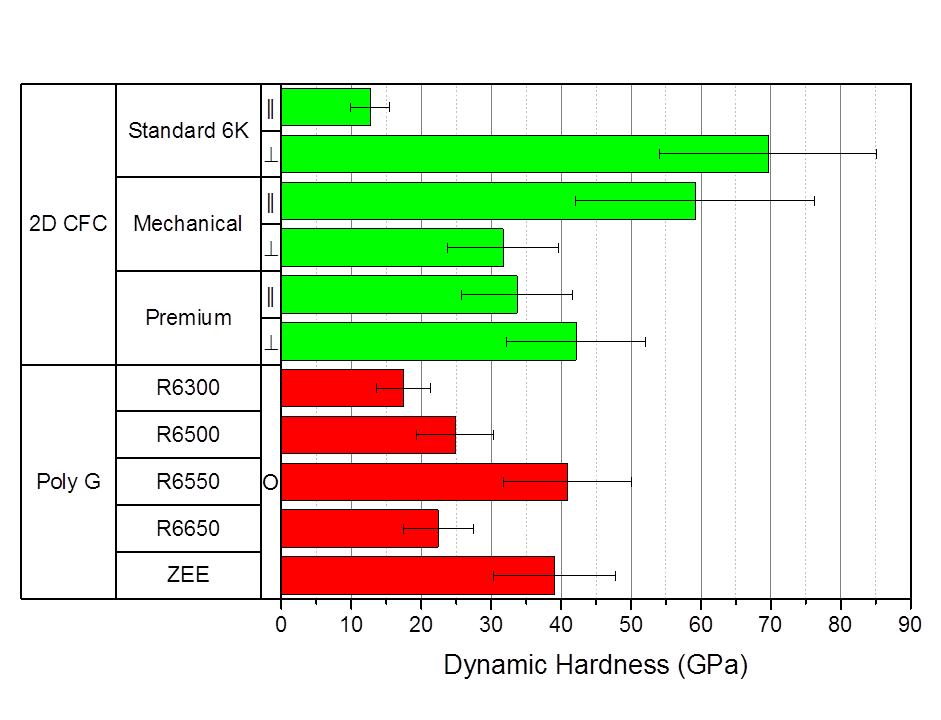 2D CFC
Standard 6K
∥
⊥
Mechanical
∥
⊥
Premium
∥
⊥
Poly G
R6300
R6500
R6550
R6650
ZEE
O
0 10 20 30 40 50 60 70 80 90
Dynamic Hardness (GPa)